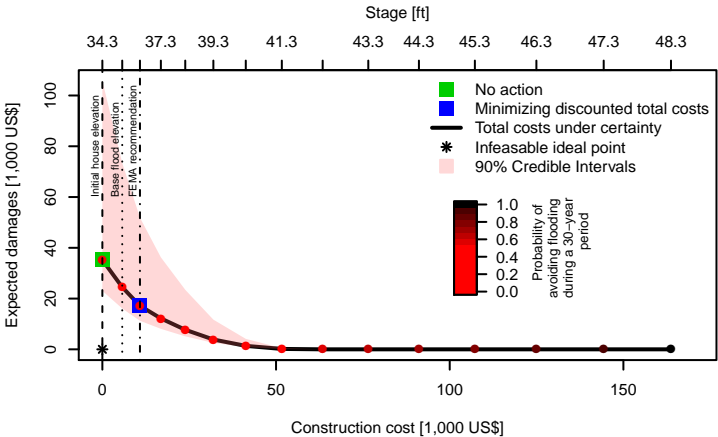 Stage [ft]
34.3 37.3 39.3 41.3 43.3 44.3 45.3 46.3 47.3 48.3
No action
Minimizing discounted total costs
Total costs under certainty
Infeasable ideal point
90% Credible Intervals
1.0
0.8
0.6
0.4
0.2
0.0
Probability of
avoiding flooding
during a 30−year
period
Initial house elevation
Base flood elevation
FEMA recommendation
Expected damages [1,000 US$]
100
80
60
40
20
0
0 50 100 150
Construction cost [1,000 US$]